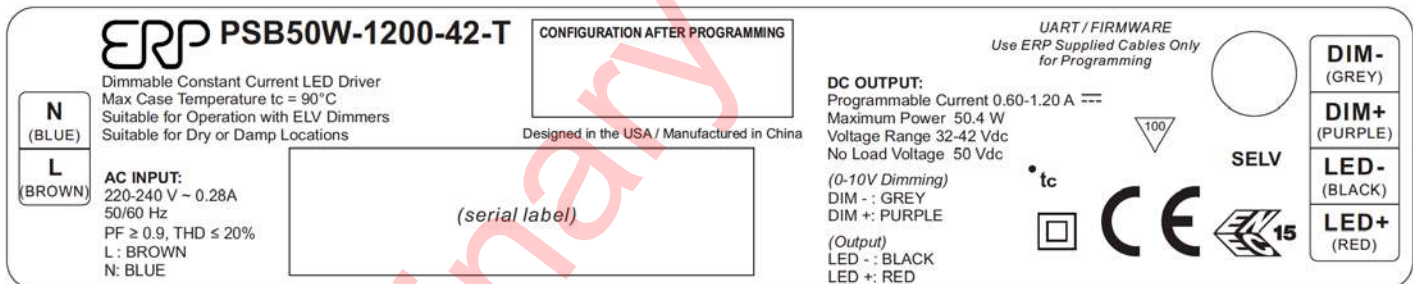 N
(BLUE)
L
(BROWN)
ERP PSB50W-1200-42-T
Dimmable Constant Current LED Driver
Max Case Temperature tc = 90°C
Suitable for Operation with ELV Dimmers
Suitable for Dry or Damp Locations
AC INPUT:
220-240 V ~ 0.28A
50/60 Hz
PF ≥ 0.9, THD ≤ 20%
L : BROWN
N: BLUE
CONFIGURATION AFTER PROGRAMMING
Designed in the USA / Manufactured in China
(serial label)
UART / FIRMWARE
Use ERP Supplied Cables Only
for Programming
DC OUTPUT:
Programmable Current 0.60-1.20 A
Maximum Power 50.4 W
Voltage Range 32-42 Vdc
No Load Voltage 50 Vdc
(0-10V Dimming)
DIM - : GREY
DIM +: PURPLE
(Output)
LED - : BLACK
LED +: RED
100
tc
SELV
CE
ENEC 15
DIM-
(GREY)
DIM+
(PURPLE)
LED-
(BLACK)
LED+
(RED)
inary